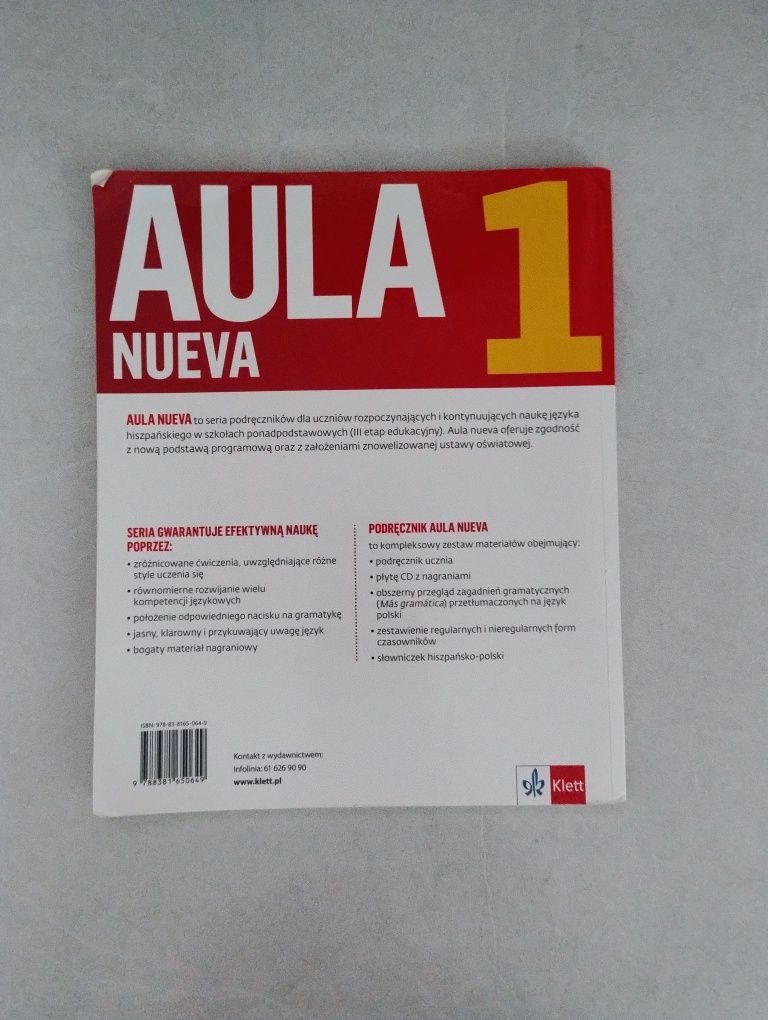 AULA 1
NUEVA
AULA NUEVA to seria podręczników dla uczniów rozpoczynających i kontynuujących naukę języka
hiszpańskiego w szkołach ponadpodstawowych (III etap edukacyjny). Aula nueva oferuje zgodność
z nową podstawą programową oraz z założeniami znowelizowanej ustawy oświatowej.
SERIA GWARANTUJE EFEKTYWNĄ NAUKĘ
POPRZEZ:
• zróżnicowane ćwiczenia, uwzględniające różne
style uczenia się
• równomierne rozwijanie wielu
kompetencji językowych
• położenie odpowiedniego nacisku na gramatykę
• jasny, klarowny i przykuwający uwagę język
• bogaty materiał nagraniowy
PODRĘCZNIK AULA NUEVA
to kompleksowy zestaw materiałów obejmujący:
• podręcznik ucznia
• płytę CD z nagraniami
• obszerny przegląd zagadnień gramatycznych
(Más gramática) przetłumaczonych na język
polski
• zestawienie regularnych i nieregularnych form
czasowników
• słowniczek hiszpańsko-polski
ISBN: 978-83-8165-064-9
9 788381 650649
Kontakt z wydawnictwem:
Infolinia: 61 626 90 90
www.klett.pl
Klett